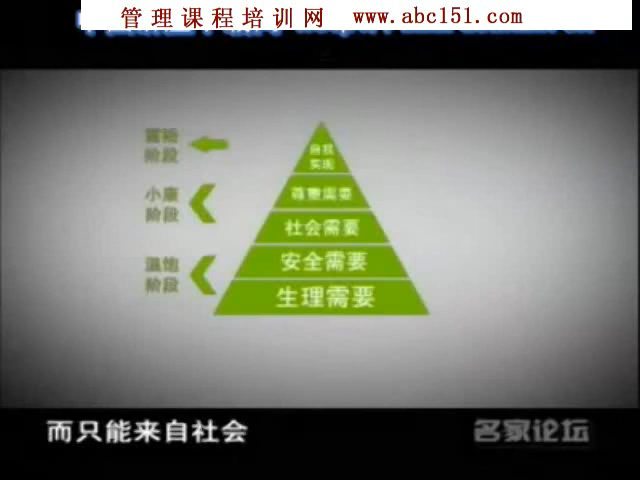 管理课程培训网 www.abc151.com
自我
实现
富裕
阶段
尊重需要
小康
阶段
社会需要
安全需要
温饱
阶段
生理需要
而只能来自社会
名家论坛